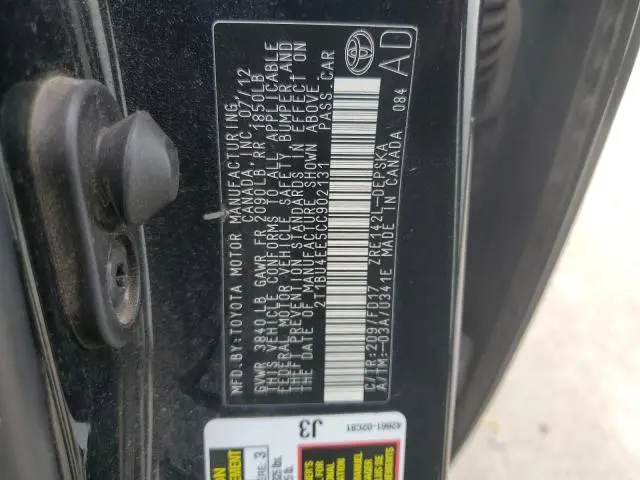 MFD.BY:TOYOTA MOTOR MANUFACTURING
CANADA, INC. 07/12
GVWR 3840 LB GAWR FR 2090LB RR 1850LB
THIS VEHICLE CONFORMS TO ALL APPLICABLE
FEDERAL MOTOR VEHICLE SAFETY, BUMPER AND
THEFT PREVENTION STANDARDS IN EFFECT ON
THE DATE OF MANUFACTURE SHOWN ABOVE.
2T1BU4EE5CC902131 PASS.CAR
C/TR:209/FD17 ZRE142L-DEPSKA
A/TM:-03A/U341E MADE IN CANADA 084
AD
J3
42661-02C81